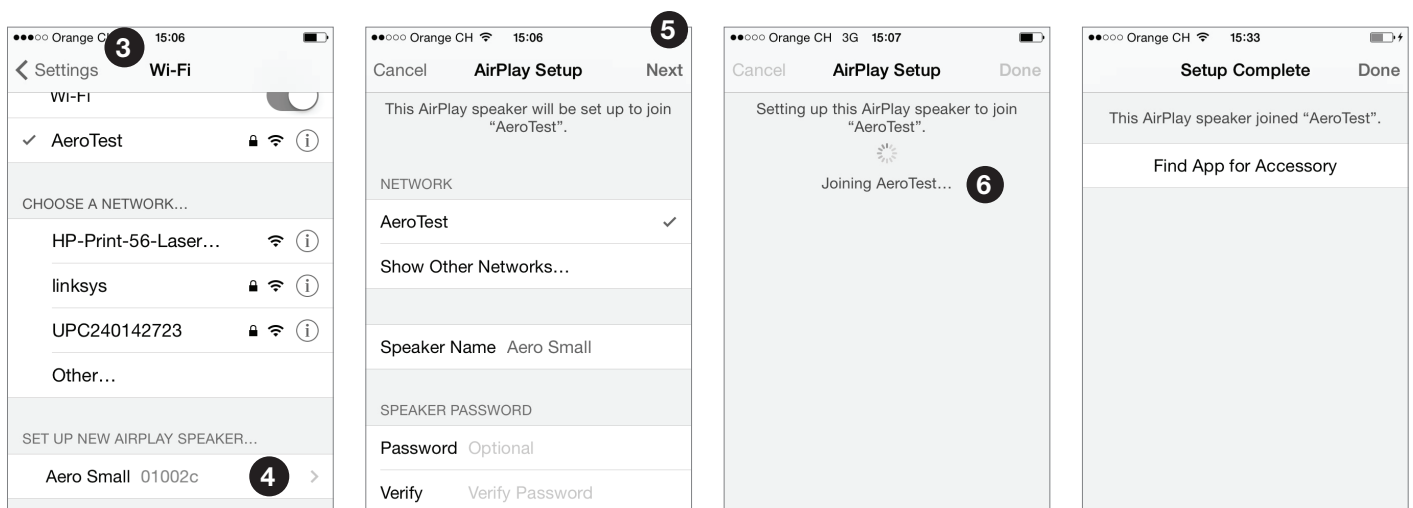 Orange C
3
15:06
Settings
Wi-Fi
Wi-Fi
AeroTest
CHOOSE A NETWORK...
HP-Print-56-Laser...
linksys
UPC240142723
Other...
SET UP NEW AIRPLAY SPEAKER...
Aero Small 01002c
4
Orange CH
15:06
5
Cancel
AirPlay Setup
Next
This AirPlay speaker will be set up to join
“AeroTest”.
NETWORK
AeroTest
Show Other Networks...
Speaker Name Aero Small
SPEAKER PASSWORD
Password Optional
Verify Verify Password
Orange CH 3G 15:07
Cancel
AirPlay Setup
Done
Setting up this AirPlay speaker to join
“AeroTest”.
Joining AeroTest...
6
Orange CH
15:33
Setup Complete
Done
This AirPlay speaker joined “AeroTest”.
Find App for Accessory